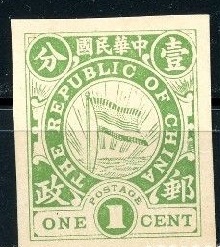 中華民國
壹分
THE REPUBLIC OF CHINA
郵政
POSTAGE
ONE 1 CENT